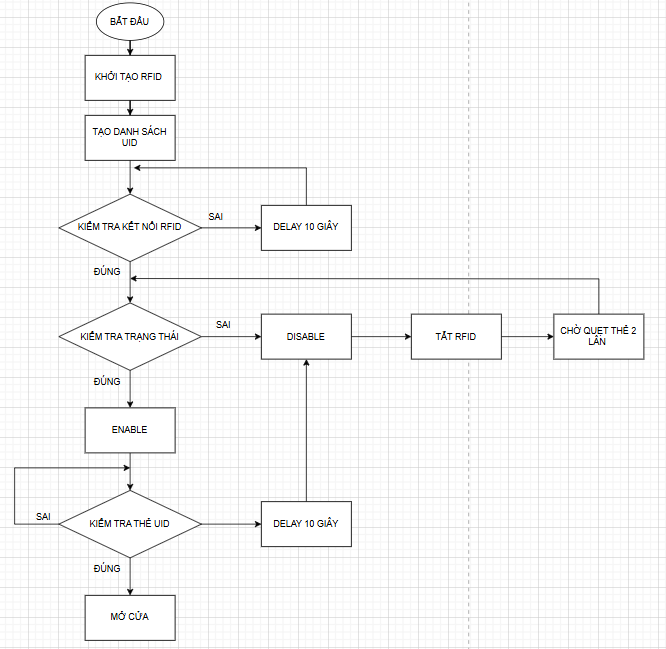 BẮT ĐẦU
KHỞI TẠO RFID
TẠO DANH SÁCH
UID
KIỂM TRA KẾT NỐI RFID
SAI
DELAY 10 GIÂY
ĐÚNG
KIỂM TRA TRẠNG THÁI
SAI
DISABLE
TẮT RFID
CHỜ QUẸT THẺ 2
LẦN
ĐÚNG
ENABLE
SAI
KIỂM TRA THẺ UID
DELAY 10 GIÂY
ĐÚNG
MỞ CỬA